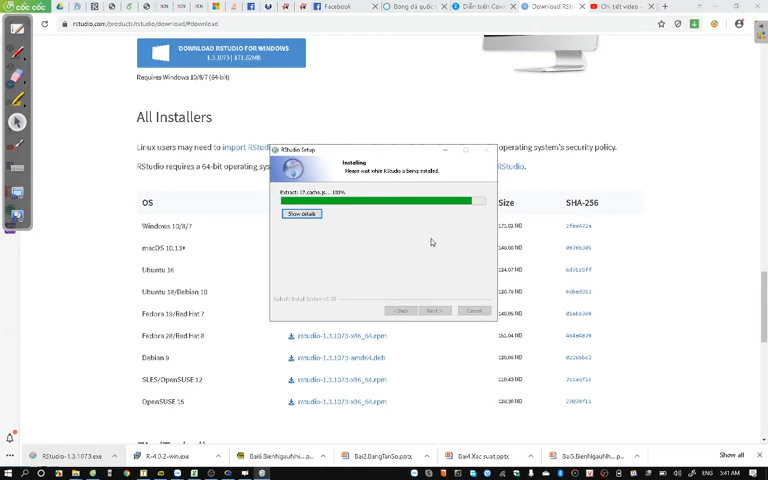 cốc cốc
Facebook
Bóng đá quốc
Diễn biến Cov
Download RSt
Chi tiết video
rstudio.com/products/rstudio/download/#download
DOWNLOAD RSTUDIO FOR WINDOWS
1.3.1073 | 171.62MB
Requires Windows 10/8/7 (64-bit)
All Installers
Linux users may need to import RStu
operating system's security policy.
RStudio requires a 64-bit operating sys
RStudio.
RStudio Setup
Installing
Please wait while RStudio is being installed.
Extract: 17.cache.js... 100%
Show details
< Back
Next >
Cancel
OS
Size
SHA-256
Windows 10/8/7
macOS 10.13+
Ubuntu 16
Ubuntu 18/Debian 10
Fedora 19/Red Hat 7
Fedora 28/Red Hat 8
rstudio-1.3.1073-x86_64.rpm
Debian 9
rstudio-1.3.1073-amd64.deb
SLES/OpenSUSE 12
rstudio-1.3.1073-x86_64.rpm
OpenSUSE 15
rstudio-1.3.1073-x86_64.rpm
RStudio-1.3.1073.exe
R-4.0.2-win.exe
Bai6.BienNgauNhi....p...
Bai2.BangTanSo.pptx
Bai4.Xac suat.pptx
Bai5.BienNgauNhi....p...
Show all
ENG
5:41 AM